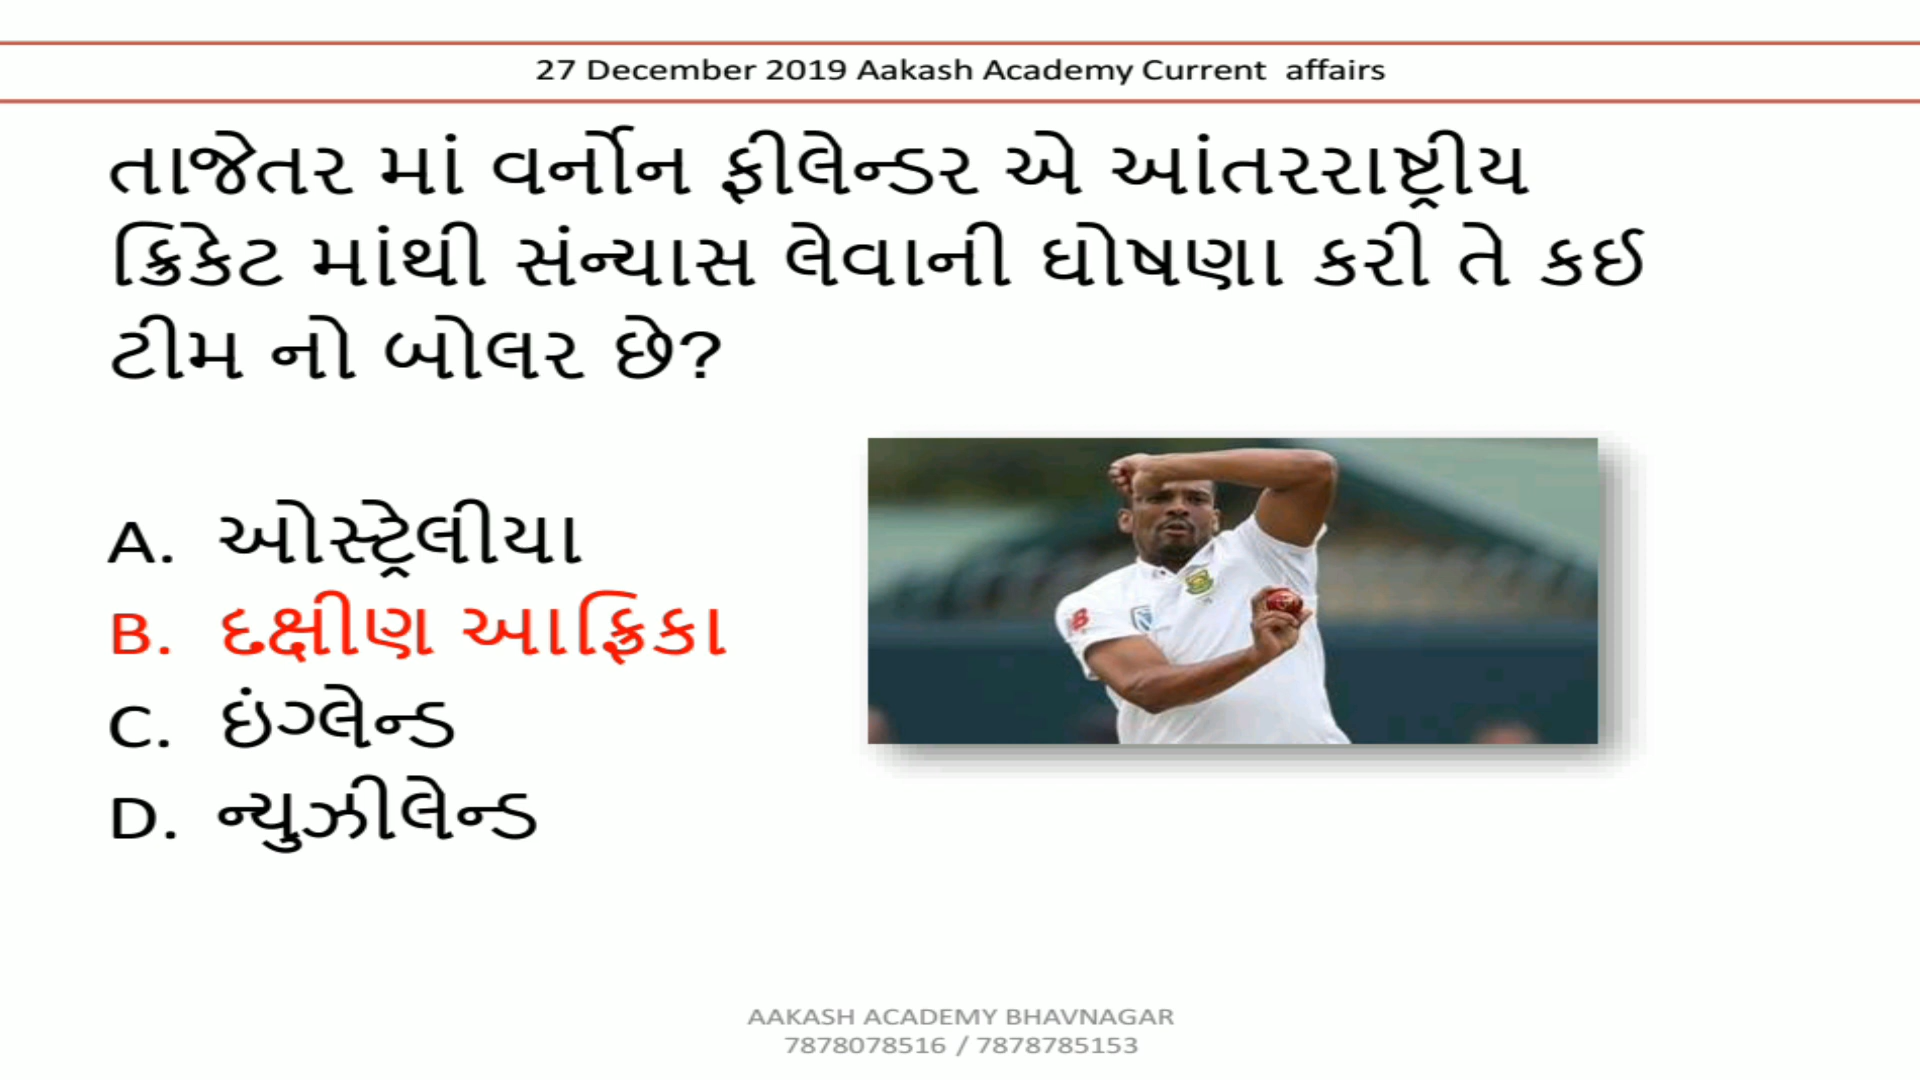 27 December 2019 Aakash Academy Current affairs
તાજેતર માં વર્નોન ફીલેન્ડર એ આંતરરાષ્ટ્રીય
ક્રિકેટ માંથી સંન્યાસ લેવાની ઘોષણા કરી તે કઈ
ટીમ નો બોલર છે?
A. ઓસ્ટ્રેલીયા
B. દક્ષીણ આફ્રિકા
C. ઇંગ્લેન્ડ
D. ન્યુઝીલેન્ડ
AAKASH ACADEMY BHAVNAGAR
7878078516 / 7878785153